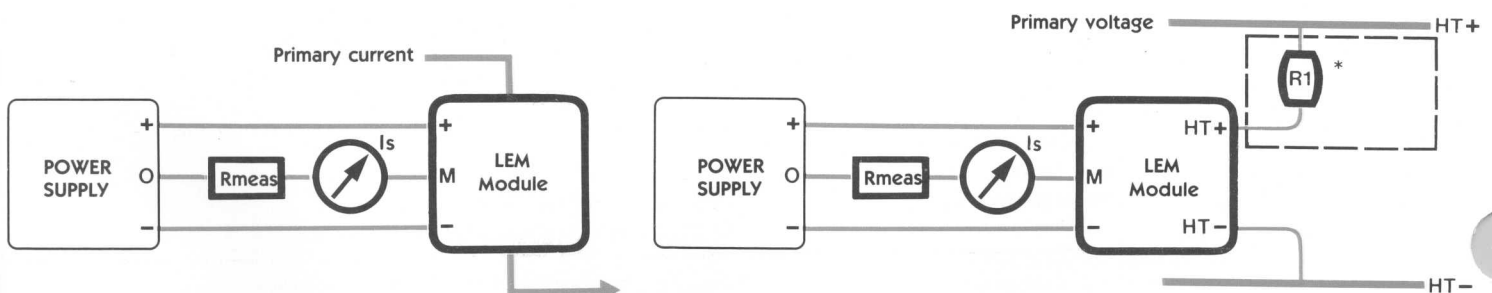 Primary current
POWER
SUPPLY
+
O
−
Rmeas
Is
+
M
−
LEM
Module
Primary voltage
HT+
R1
*
POWER
SUPPLY
+
O
−
Rmeas
Is
+
M
−
HT+
LEM
Module
HT−
HT−